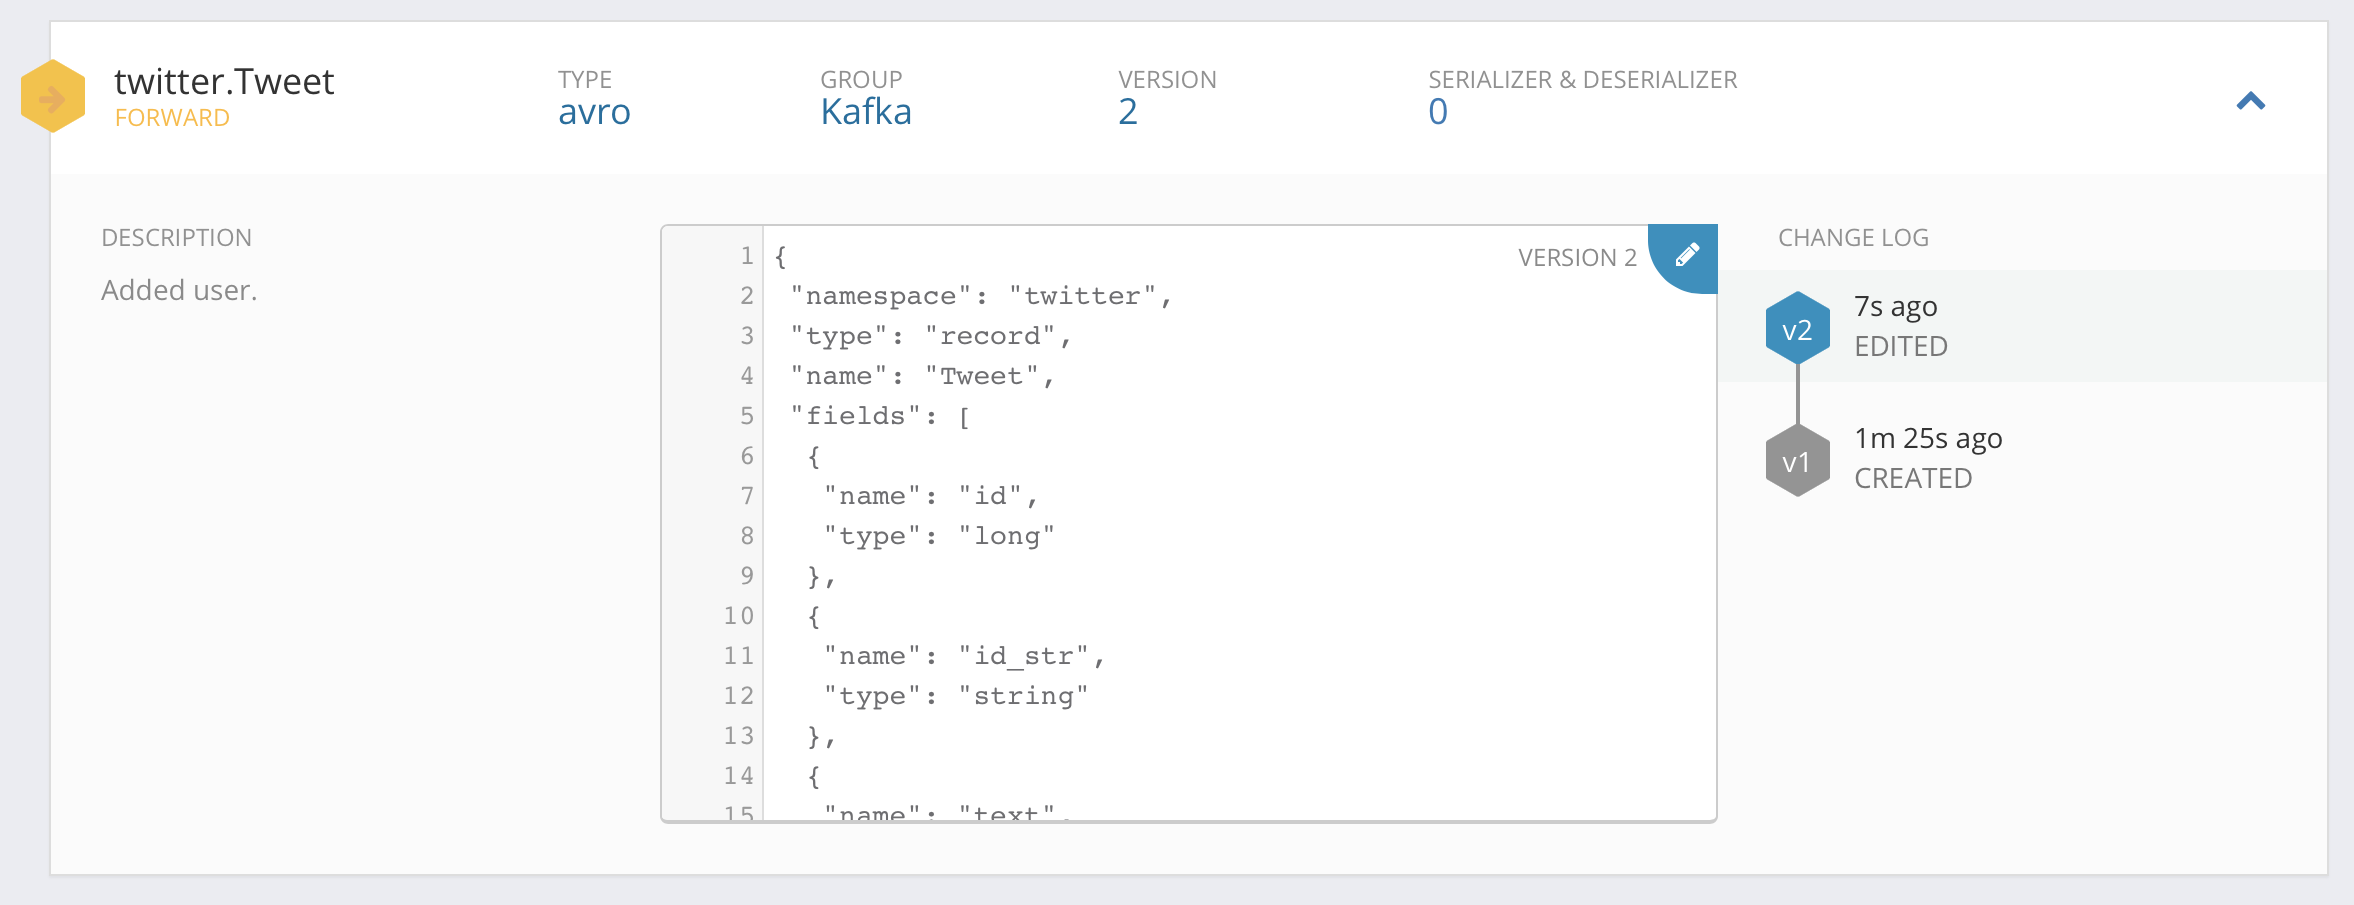 twitter.Tweet
FORWARD
TYPE
avro
GROUP
Kafka
VERSION
2
SERIALIZER & DESERIALIZER
0
DESCRIPTION
Added user.
VERSION 2
1 {
2 "namespace": "twitter",
3 "type": "record",
4 "name": "Tweet",
5 "fields": [
6 {
7 "name": "id",
8 "type": "long"
9 },
10 {
11 "name": "id_str",
12 "type": "string"
13 },
14 {
15 "name": "text",
CHANGE LOG
v2
7s ago
EDITED
v1
1m 25s ago
CREATED